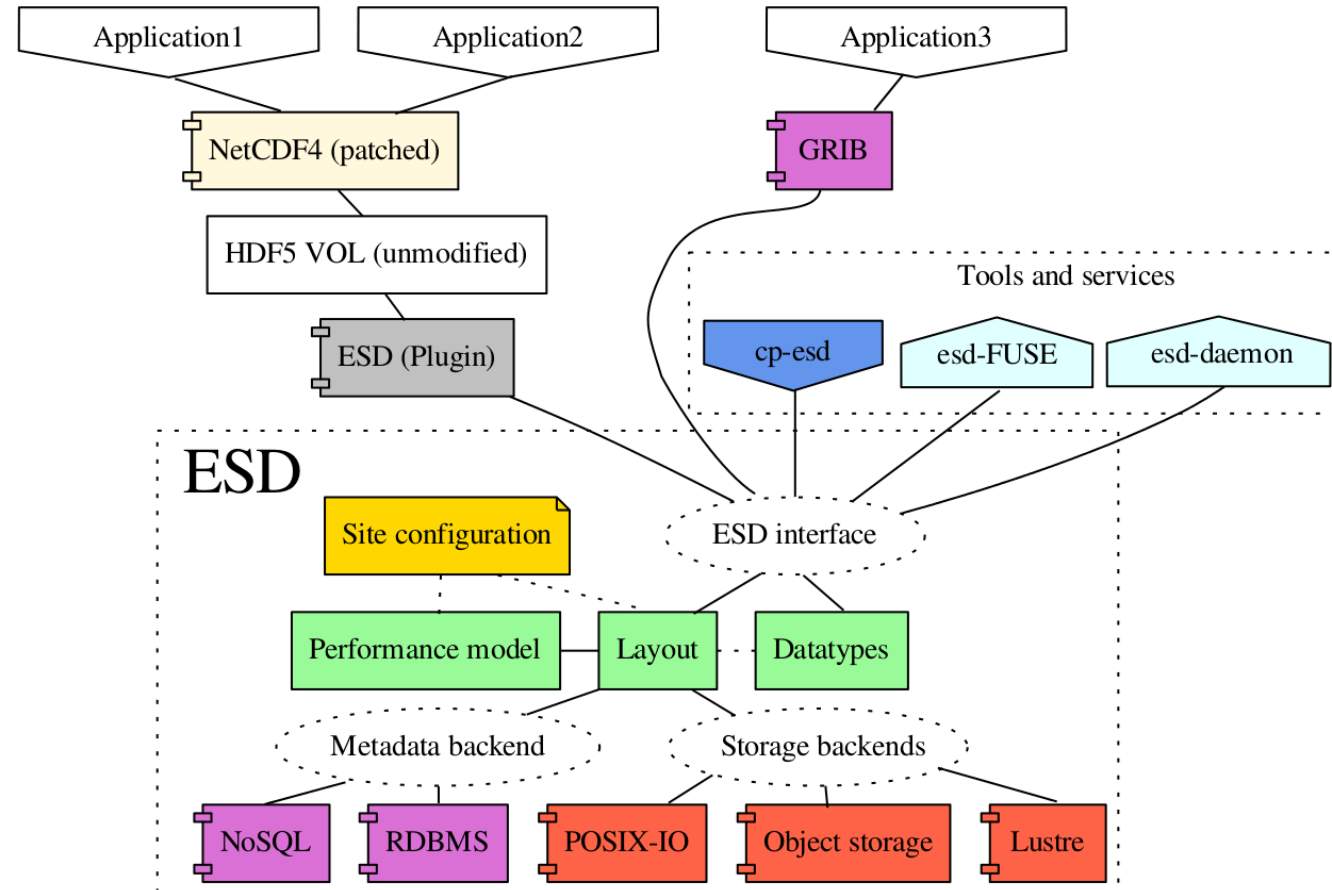 Application1
Application2
Application3
NetCDF4 (patched)
GRIB
HDF5 VOL (unmodified)
Tools and services
ESD (Plugin)
cp-esd
esd-FUSE
esd-daemon
ESD
Site configuration
ESD interface
Performance model
Layout
Datatypes
Metadata backend
Storage backends
NoSQL
RDBMS
POSIX-IO
Object storage
Lustre